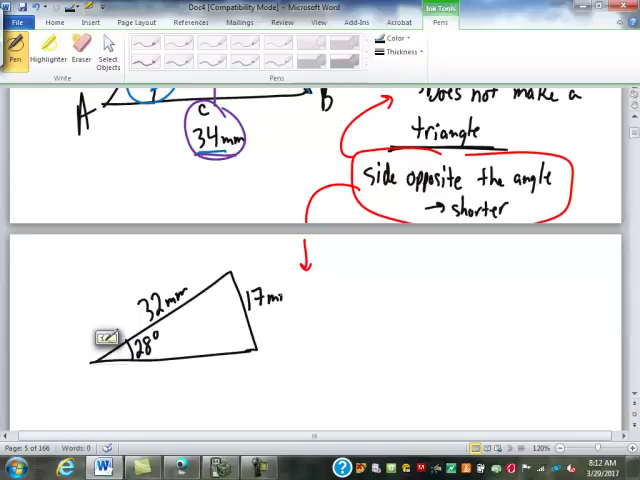 Doc4 [Compatibility Mode] - Microsoft Word
Ink Tools
File Home Insert Page Layout References Mailings Review View Add-Ins Acrobat Pens
Pen Highlighter Eraser Select Objects
Color
Thickness
Write
Pens
A
B
C
34mm
Does not make a
triangle
Side opposite the angle
→ shorter
32mm
17m
28°
Page: 5 of 166 Words: 0
120%
8:12 AM
3/29/2017